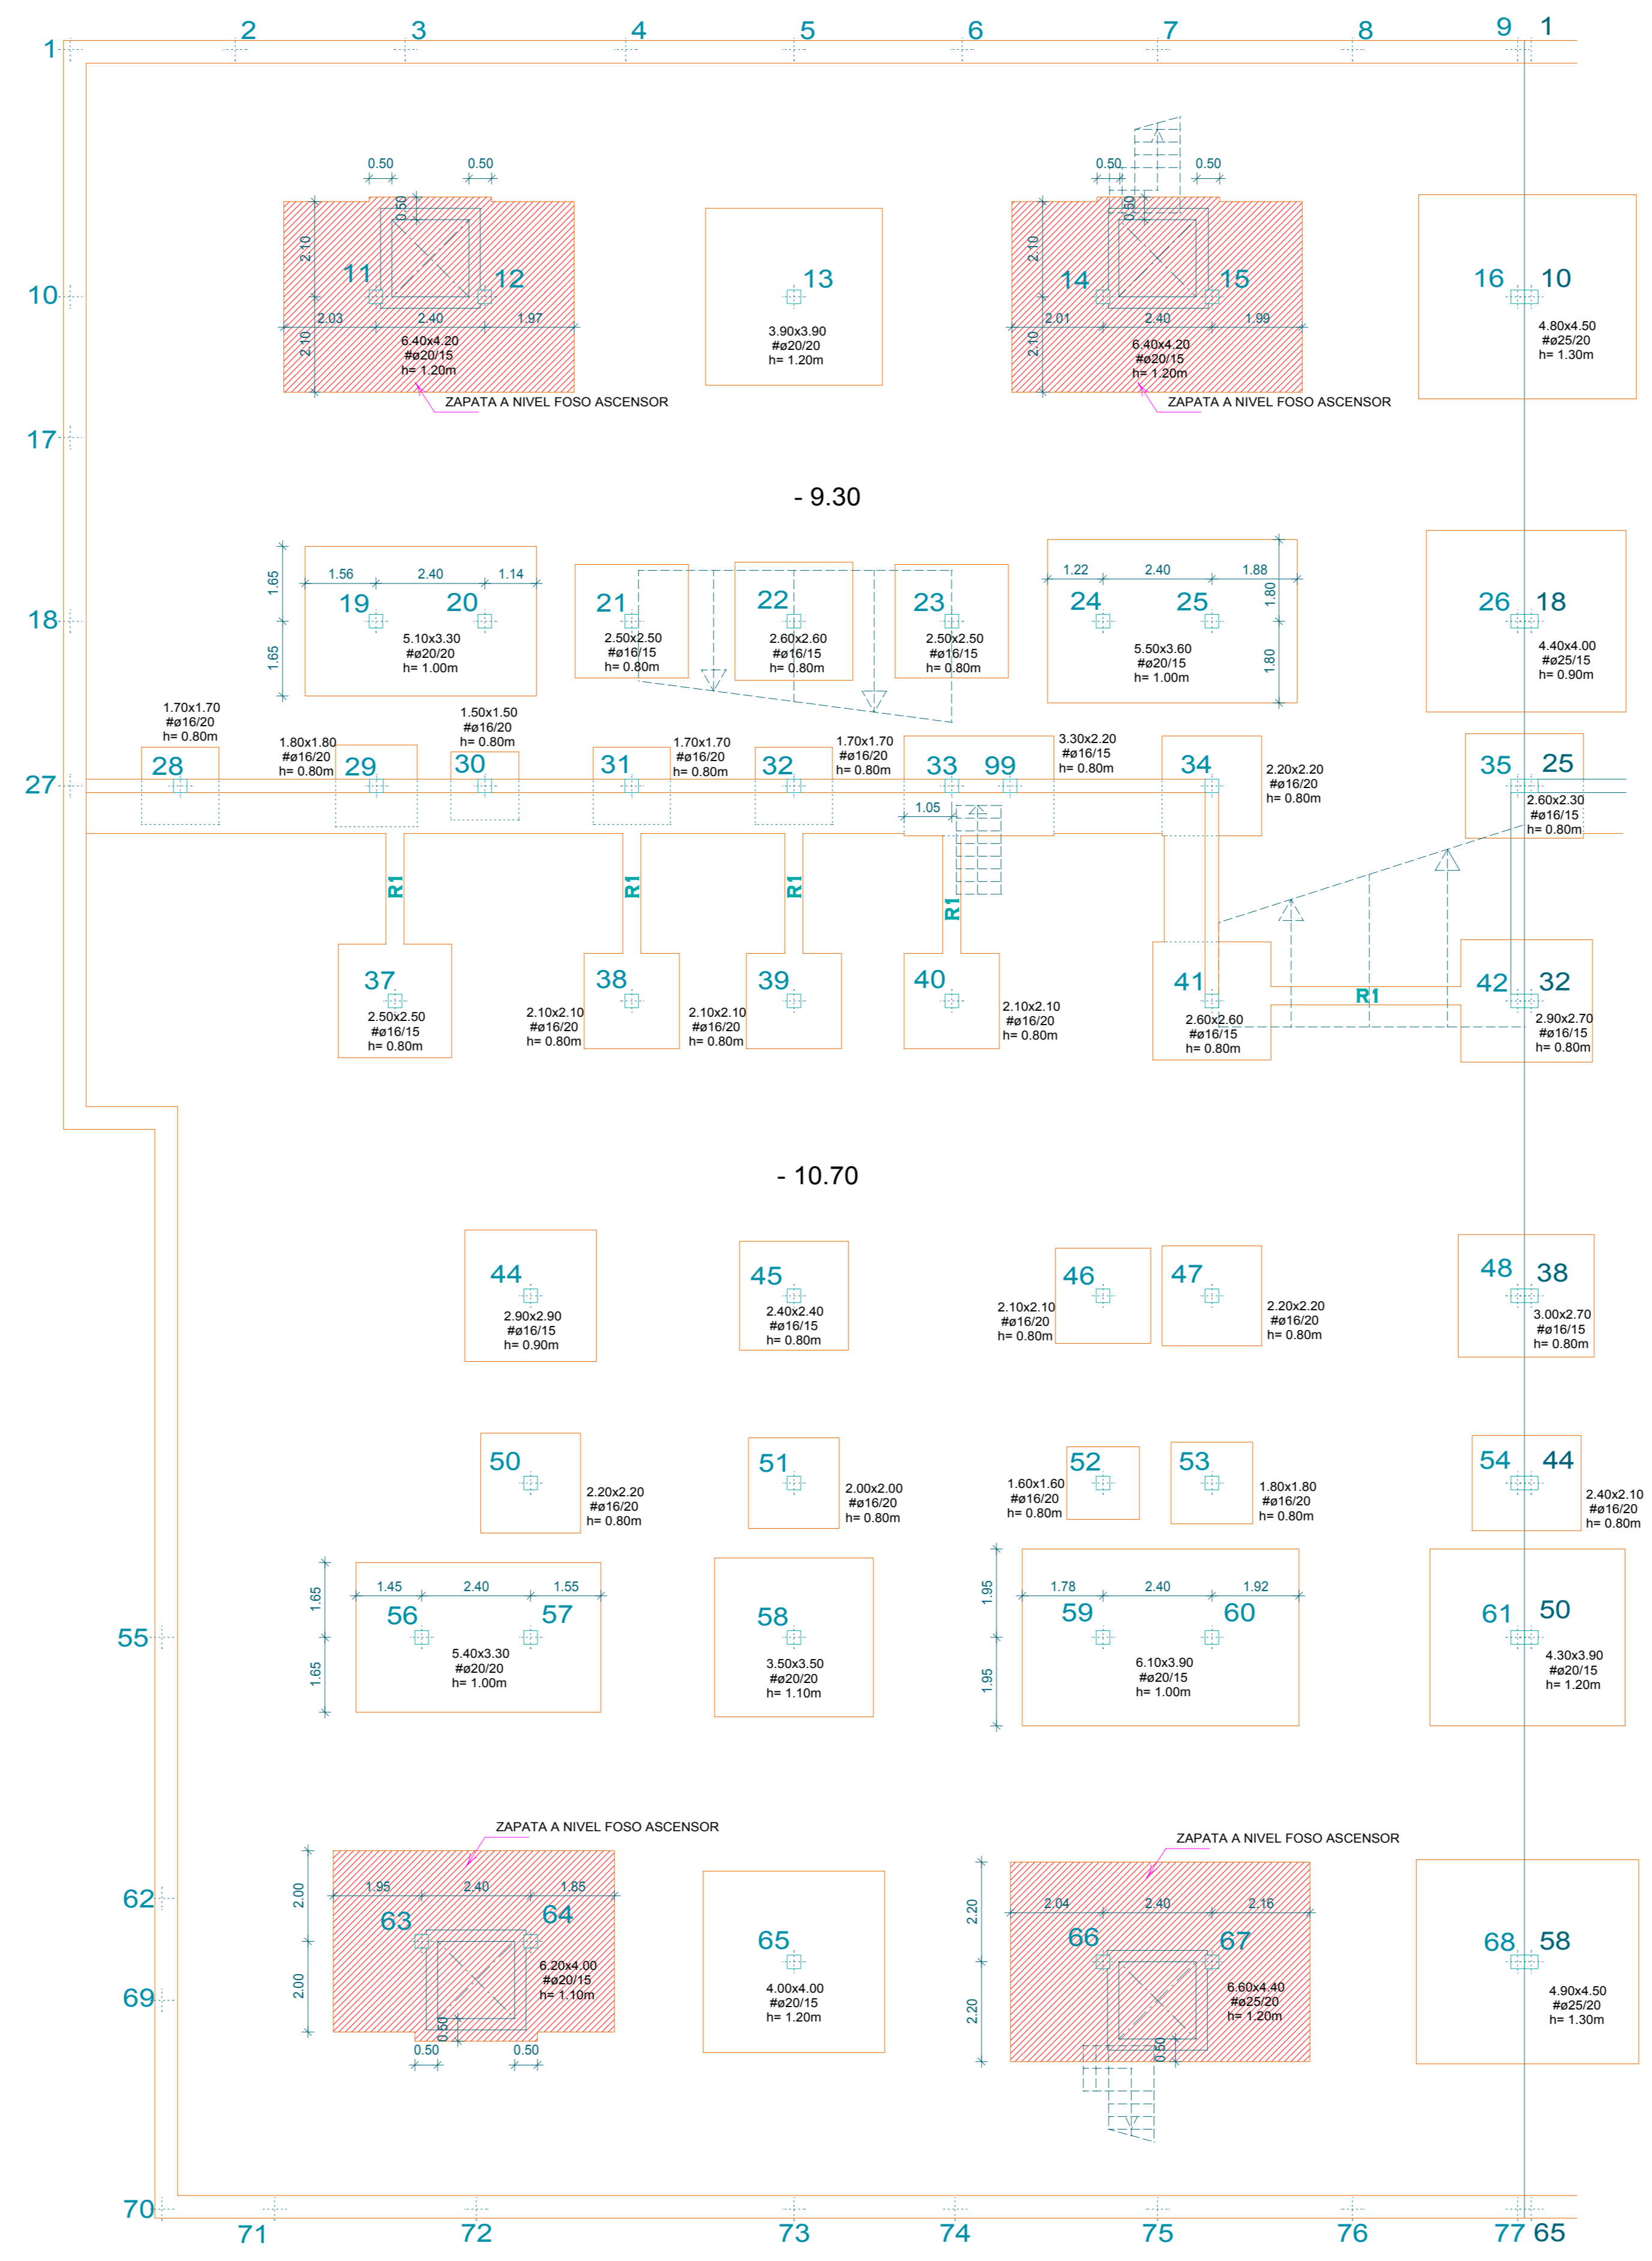 2
3
4
5
6
7
8
9
1
1
0.50
0.50
0.50
2.10
11
12
2.03
2.40
1.97
2.10
6.40x4.20
#ø20/15
h= 1.20m
ZAPATA A NIVEL FOSO ASCENSOR
13
3.90x3.90
#ø20/20
h= 1.20m
0.50
0.50
0.50
2.10
14
15
2.01
2.40
1.99
2.10
6.40x4.20
#ø20/15
h= 1.20m
ZAPATA A NIVEL FOSO ASCENSOR
16
10
4.80x4.50
#ø25/20
h= 1.30m
10
17
- 9.30
18
1.65
1.65
1.56
2.40
1.14
19
20
5.10x3.30
#ø20/20
h= 1.00m
21
2.50x2.50
#ø16/15
h= 0.80m
22
2.60x2.60
#ø16/15
h= 0.80m
23
2.50x2.50
#ø16/15
h= 0.80m
1.22
2.40
1.88
1.80
1.80
24
25
5.50x3.60
#ø20/15
h= 1.00m
26
18
4.40x4.00
#ø25/15
h= 0.90m
27
1.70x1.70
#ø16/20
h= 0.80m
28
1.80x1.80
#ø16/20
h= 0.80m
29
1.50x1.50
#ø16/20
h= 0.80m
30
31
1.70x1.70
#ø16/20
h= 0.80m
32
1.70x1.70
#ø16/20
h= 0.80m
33
99
3.30x2.20
#ø16/15
h= 0.80m
1.05
34
2.20x2.20
#ø16/20
h= 0.80m
35
25
2.60x2.30
#ø16/15
h= 0.80m
R1
R1
R1
R1
37
2.50x2.50
#ø16/15
h= 0.80m
38
2.10x2.10
#ø16/20
h= 0.80m
39
2.10x2.10
#ø16/20
h= 0.80m
40
2.10x2.10
#ø16/20
h= 0.80m
41
2.60x2.60
#ø16/15
h= 0.80m
R1
42
32
2.90x2.70
#ø16/15
h= 0.80m
- 10.70
44
2.90x2.90
#ø16/15
h= 0.90m
45
2.40x2.40
#ø16/15
h= 0.80m
46
2.10x2.10
#ø16/20
h= 0.80m
47
2.20x2.20
#ø16/20
h= 0.80m
48
38
3.00x2.70
#ø16/15
h= 0.80m
50
2.20x2.20
#ø16/20
h= 0.80m
51
2.00x2.00
#ø16/20
h= 0.80m
52
1.60x1.60
#ø16/20
h= 0.80m
53
1.80x1.80
#ø16/20
h= 0.80m
54
44
2.40x2.10
#ø16/20
h= 0.80m
55
1.65
1.65
1.45
2.40
1.55
56
57
5.40x3.30
#ø20/20
h= 1.00m
58
3.50x3.50
#ø20/20
h= 1.10m
1.95
1.95
1.78
2.40
1.92
59
60
6.10x3.90
#ø20/15
h= 1.00m
61
50
4.30x3.90
#ø20/15
h= 1.20m
62
69
ZAPATA A NIVEL FOSO ASCENSOR
2.00
2.00
1.95
2.40
1.85
63
64
6.20x4.00
#ø20/15
h= 1.10m
0.50
0.50
0.50
65
4.00x4.00
#ø20/15
h= 1.20m
ZAPATA A NIVEL FOSO ASCENSOR
2.20
2.20
2.04
2.40
2.16
66
67
6.60x4.40
#ø25/20
h= 1.20m
0.50
68
58
4.90x4.50
#ø25/20
h= 1.30m
70
71
72
73
74
75
76
77
65